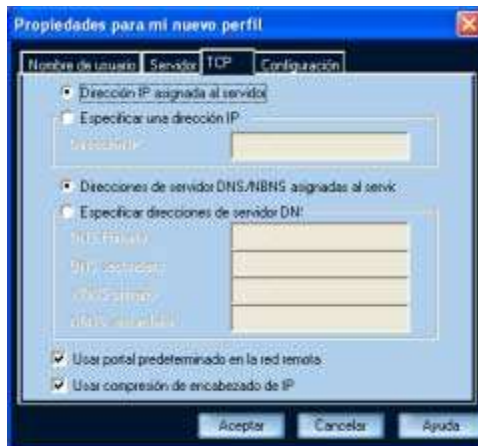 Propiedades para mi nuevo perfil
Nombre de usuario Servidor TCP Configuración
Dirección IP asignada al servidor
Especificar una dirección IP
Direcciones de servidor DNS/NBNS asignadas al servic
Especificar direcciones de servidor DN
Usar portal predeterminado en la red remota
Usar compresión de encabezado de IP
Aceptar Cancelar Ayuda